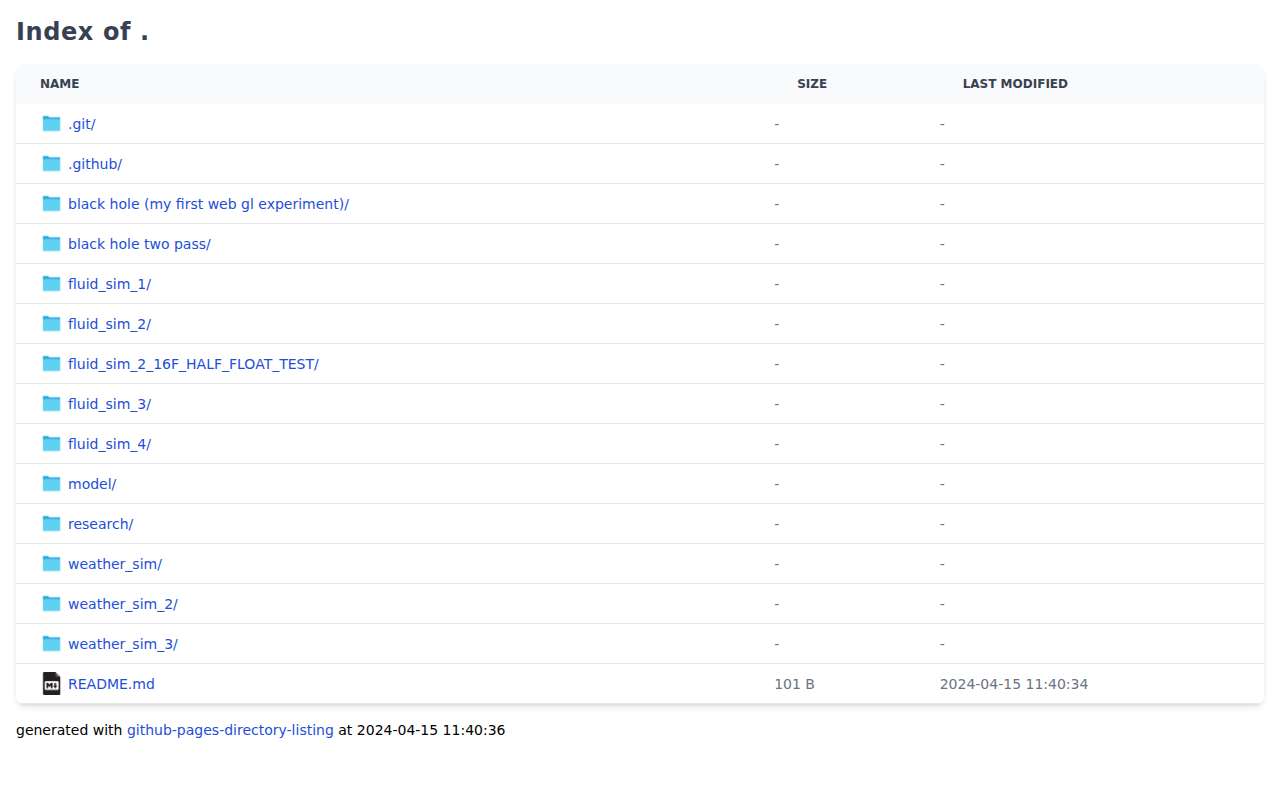 Index of .
NAME SIZE LAST MODIFIED
.git/ - -
.github/ - -
black hole (my first web gl experiment)/ - -
black hole two pass/ - -
fluid_sim_1/ - -
fluid_sim_2/ - -
fluid_sim_2_16F_HALF_FLOAT_TEST/ - -
fluid_sim_3/ - -
fluid_sim_4/ - -
model/ - -
research/ - -
weather_sim/ - -
weather_sim_2/ - -
weather_sim_3/ - -
README.md 101 B 2024-04-15 11:40:34
generated with github-pages-directory-listing at 2024-04-15 11:40:36